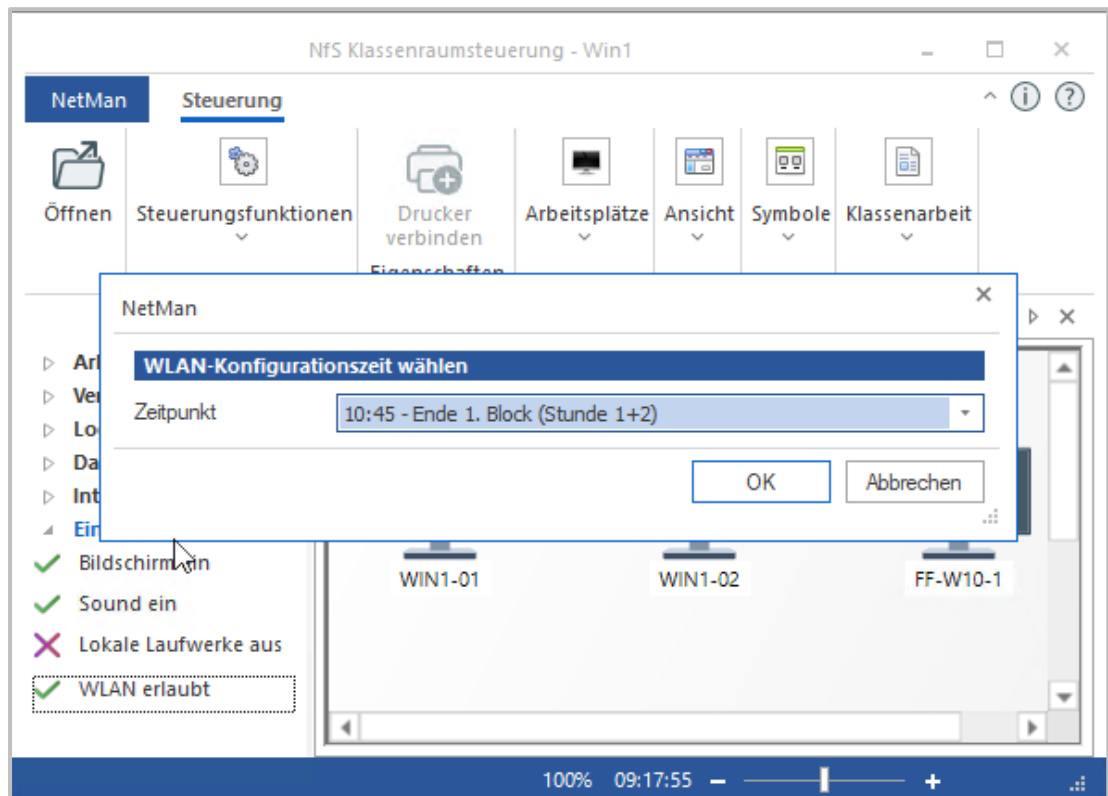 NfS Klassenraumsteuerung - Win1
NetMan Steuerung
Öffnen Steuerungsfunktionen Drucker verbinden Arbeitsplätze Ansicht Symbole Klassenarbeit
NetMan
WLAN-Konfigurationszeit wählen
Zeitpunkt 10:45 - Ende 1. Block (Stunde 1+2)
OK Abbrechen
Bildschirm ein
Sound ein
Lokale Laufwerke aus
WLAN erlaubt
WIN1-01 WIN1-02 FF-W10-1
100% 09:17:55